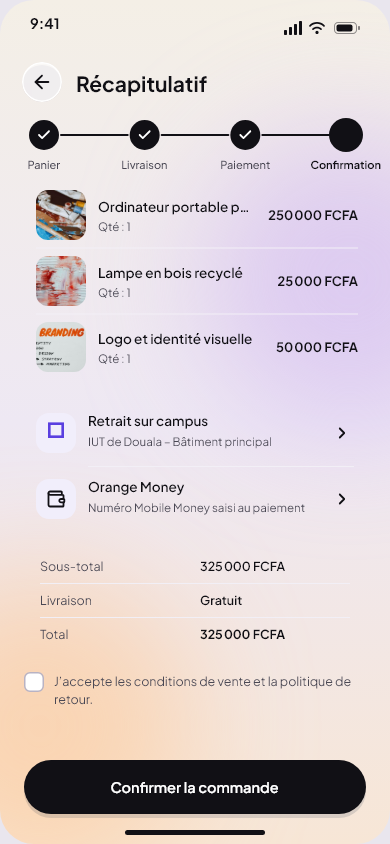 9:41
Récapitulatif
Panier
Livraison
Paiement
Confirmation
Ordinateur portable p...
Qté : 1
250 000 FCFA
Lampe en bois recyclé
Qté : 1
25 000 FCFA
BRANDING
Logo et identité visuelle
Qté : 1
50 000 FCFA
Retrait sur campus
IUT de Douala – Bâtiment principal
Orange Money
Numéro Mobile Money saisi au paiement
Sous-total 325 000 FCFA
Livraison Gratuit
Total 325 000 FCFA
J'accepte les conditions de vente et la politique de
retour.
Confirmer la commande